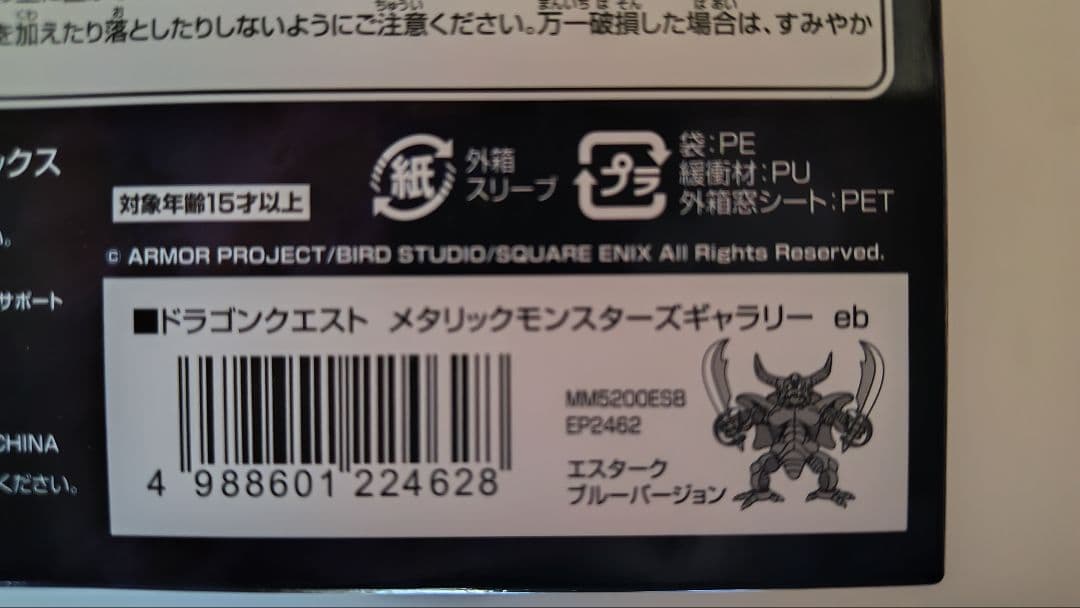 を加えたり落としたりしないようにご注意ください。万一破損した場合は、すみやか
ックス
対象年齢15才以上
紙
外箱
スリーブ
プラ
袋:PE
緩衝材:PU
外箱窓シート:PET
© ARMOR PROJECT/BIRD STUDIO/SQUARE ENIX All Rights Reserved.
サポート
■ドラゴンクエスト メタリックモンスターズギャラリー eb
MM5200ESB
EP2462
エスターク
ブルーバージョン
4 988601 224628
CHINA
ください。